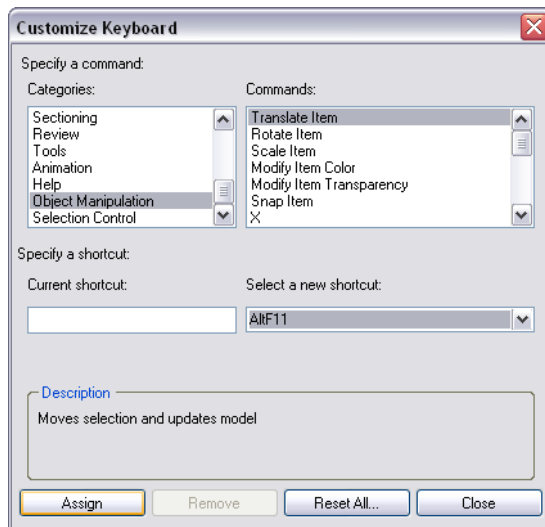 Customize Keyboard
Specify a command:
Categories:
Commands:
Sectioning
Review
Tools
Animation
Help
Object Manipulation
Selection Control
Translate Item
Rotate Item
Scale Item
Modify Item Color
Modify Item Transparency
Snap Item
X
Specify a shortcut:
Current shortcut:
Select a new shortcut:
AltF11
Description
Moves selection and updates model
Assign
Remove
Reset All...
Close